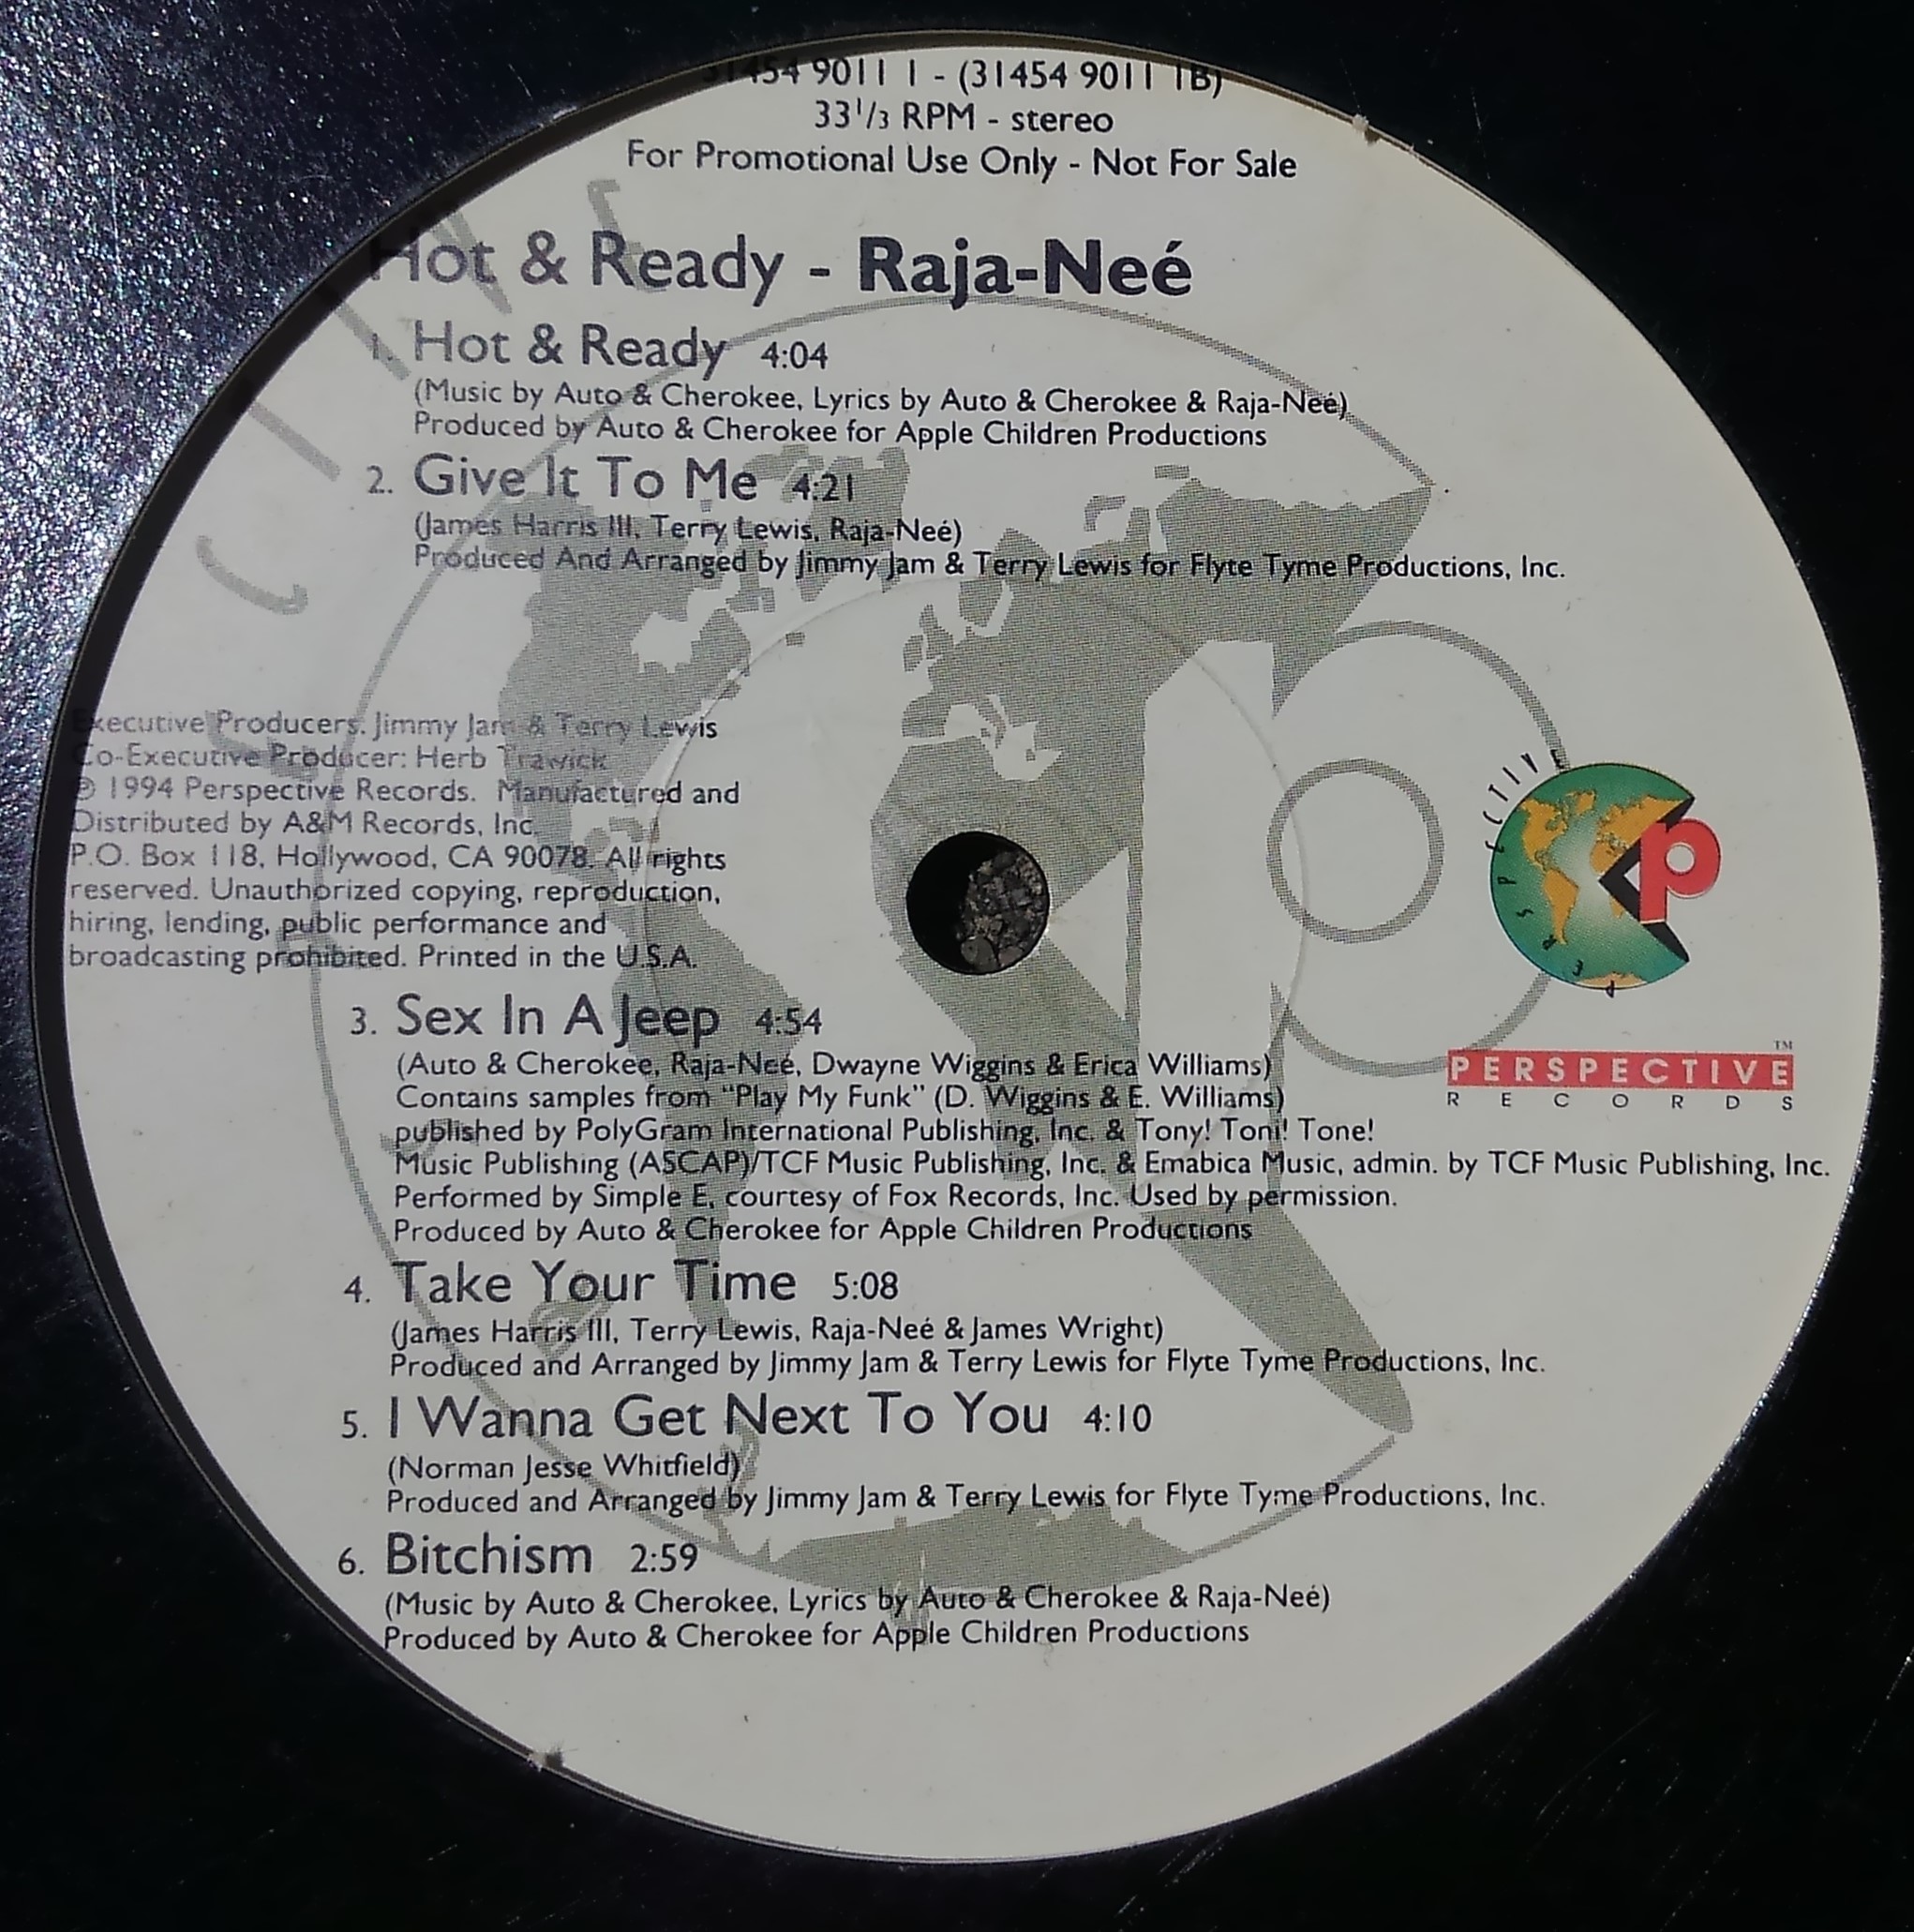 31454 9011 1 - (31454 9011 1B)
33 1/3 RPM - stereo
For Promotional Use Only - Not For Sale
Hot & Ready - Raja-Neé
1. Hot & Ready 4:04
(Music by Auto & Cherokee, Lyrics by Auto & Cherokee & Raja-Neé)
Produced by Auto & Cherokee for Apple Children Productions
2. Give It To Me 4:21
(James Harris III, Terry Lewis, Raja-Neé)
Produced And Arranged by Jimmy Jam & Terry Lewis for Flyte Tyme Productions, Inc.
Executive Producers: Jimmy Jam & Terry Lewis
Co-Executive Producer: Herb Trawick
℗ 1994 Perspective Records. Manufactured and
Distributed by A&M Records, Inc.
P.O. Box 118, Hollywood, CA 90078. All rights
reserved. Unauthorized copying, reproduction,
hiring, lending, public performance and
broadcasting prohibited. Printed in the U.S.A.
PERSPECTIVE
p
PERSPECTIVE™
RECORDS
3. Sex In A Jeep 4:54
(Auto & Cherokee, Raja-Neé, Dwayne Wiggins & Erica Williams)
Contains samples from “Play My Funk” (D. Wiggins & E. Williams)
published by PolyGram International Publishing, Inc. & Tony! Toni! Tone!
Music Publishing (ASCAP)/TCF Music Publishing, Inc. & Emabica Music, admin. by TCF Music Publishing, Inc.
Performed by Simple E, courtesy of Fox Records, Inc. Used by permission.
Produced by Auto & Cherokee for Apple Children Productions
4. Take Your Time 5:08
(James Harris III, Terry Lewis, Raja-Neé & James Wright)
Produced and Arranged by Jimmy Jam & Terry Lewis for Flyte Tyme Productions, Inc.
5. I Wanna Get Next To You 4:10
(Norman Jesse Whitfield)
Produced and Arranged by Jimmy Jam & Terry Lewis for Flyte Tyme Productions, Inc.
6. Bitchism 2:59
(Music by Auto & Cherokee, Lyrics by Auto & Cherokee & Raja-Neé)
Produced by Auto & Cherokee for Apple Children Productions